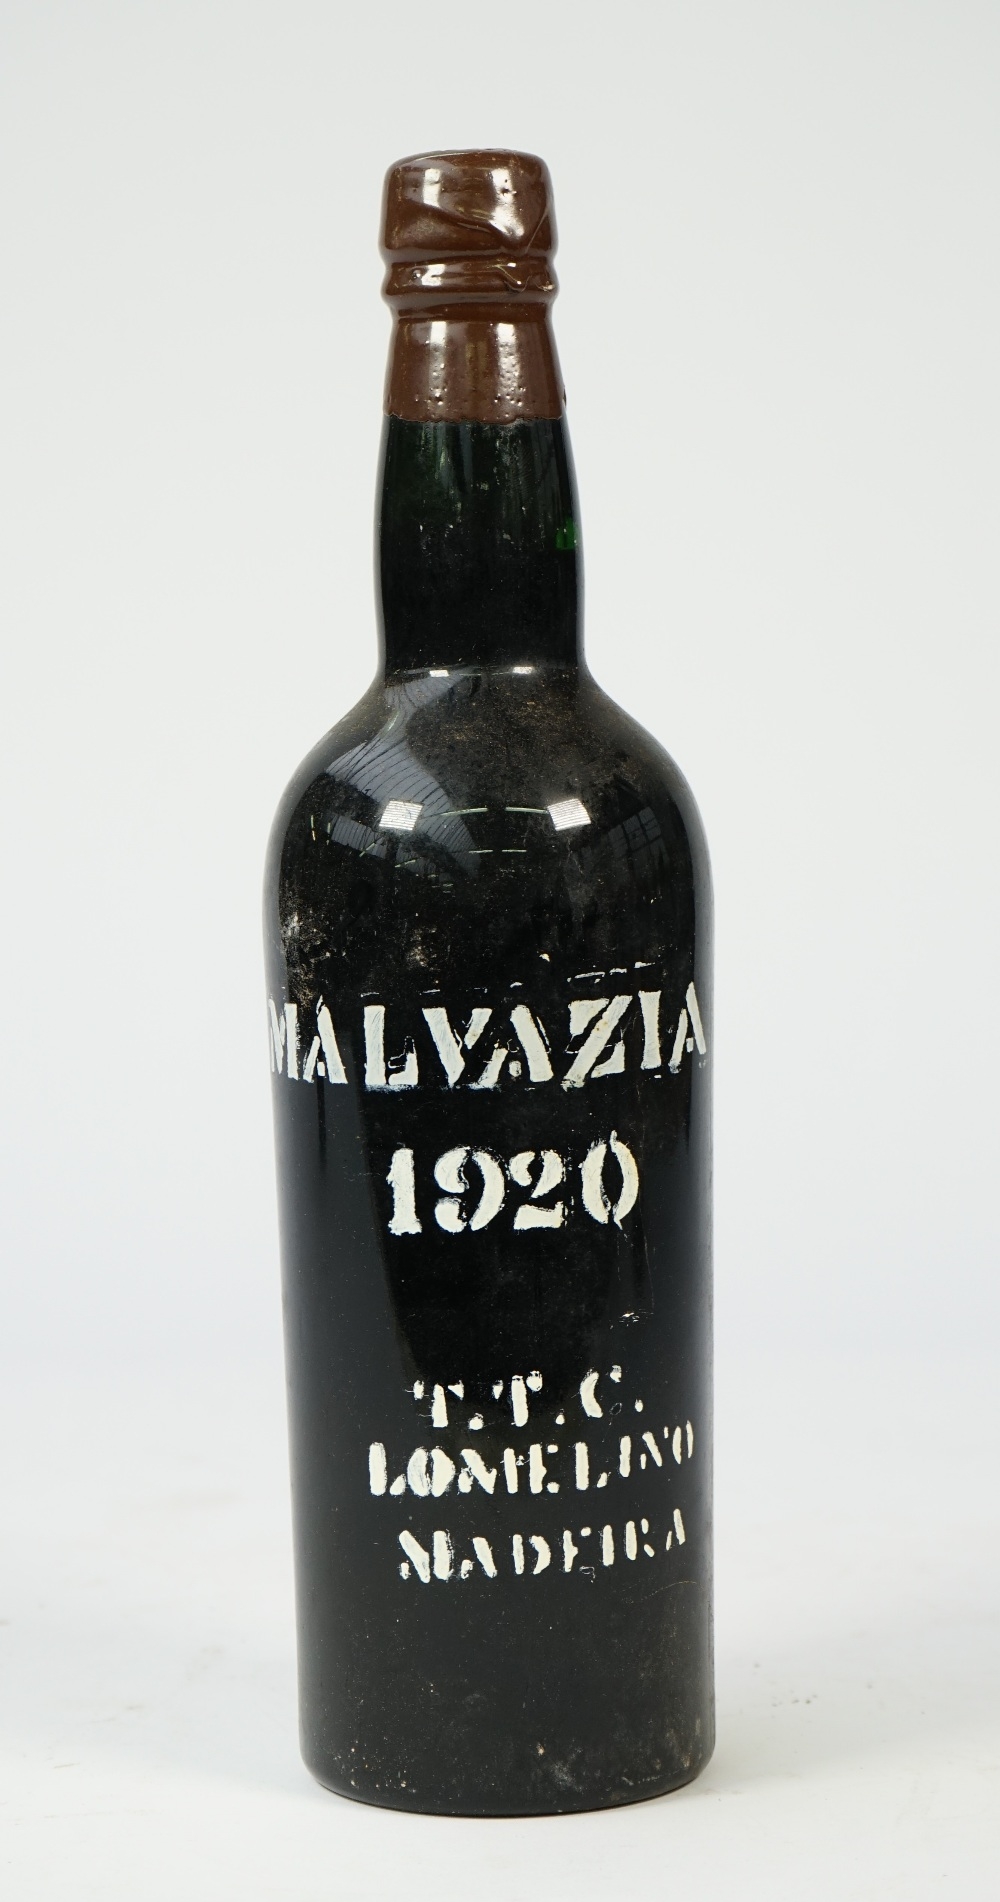 MALVAZIA
1920
T.T.C.
LOMELINO
MADEIRA